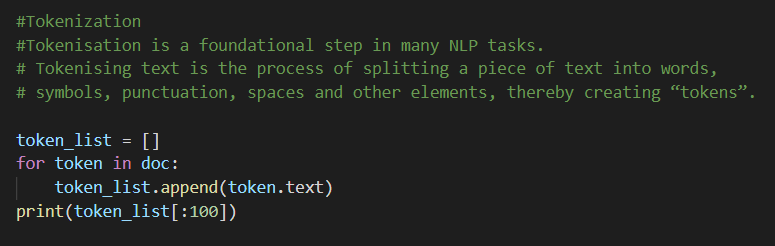 #Tokenization
#Tokenisation is a foundational step in many NLP tasks.
# Tokenising text is the process of splitting a piece of text into words,
# symbols, punctuation, spaces and other elements, thereby creating “tokens”.
token_list = []
for token in doc:
    token_list.append(token.text)
print(token_list[:100])